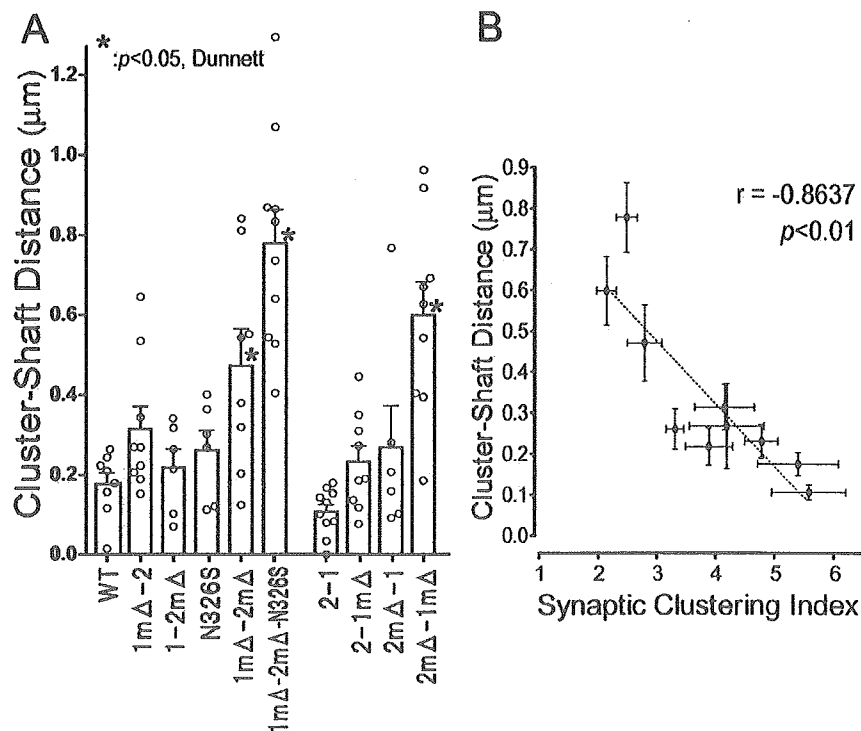 A
B
*:p<0.05, Dunnett
Cluster-Shaft Distance (μm)
1.2
1.0
0.8
0.6
0.4
0.2
0.0
WT
1mΔ-2
1-2mΔ
N326S
1mΔ-2mΔ
1mΔ-2mΔ-N326S
2-1
2-1mΔ
2mΔ-1
2mΔ-1mΔ
Cluster-Shaft Distance (μm)
0.9
0.8
0.7
0.6
0.5
0.4
0.3
0.2
0.1
0.0
r = -0.8637
p<0.01
1 2 3 4 5 6
Synaptic Clustering Index